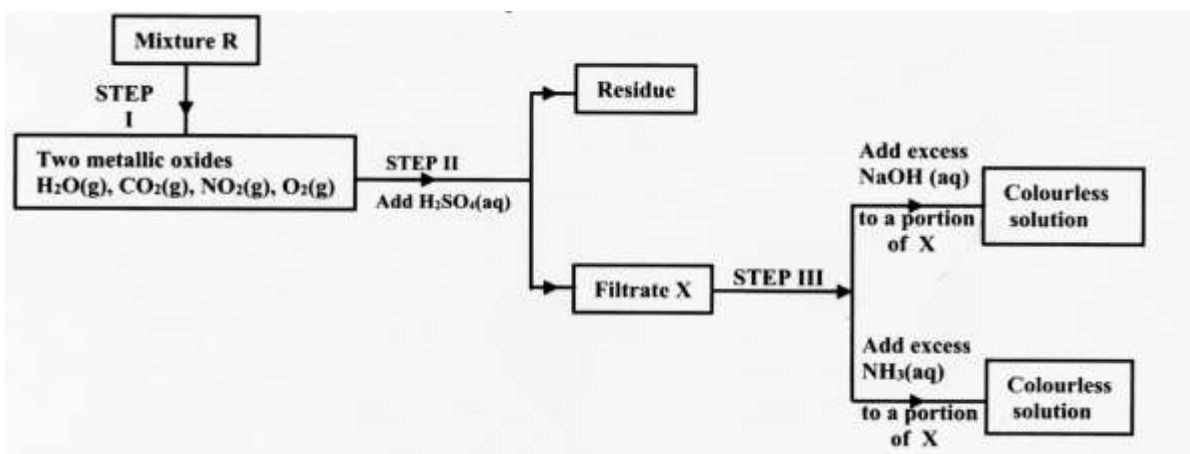 Mixture R
STEP
I
Two metallic oxides
H₂O(g), CO₂(g), NO₂(g), O₂(g)
STEP II
Add H₂SO₄(aq)
Residue
Filtrate X
STEP III
Add excess
NaOH (aq)
to a portion
of X
Colourless
solution
Add excess
NH₃(aq)
to a portion
of X
Colourless
solution